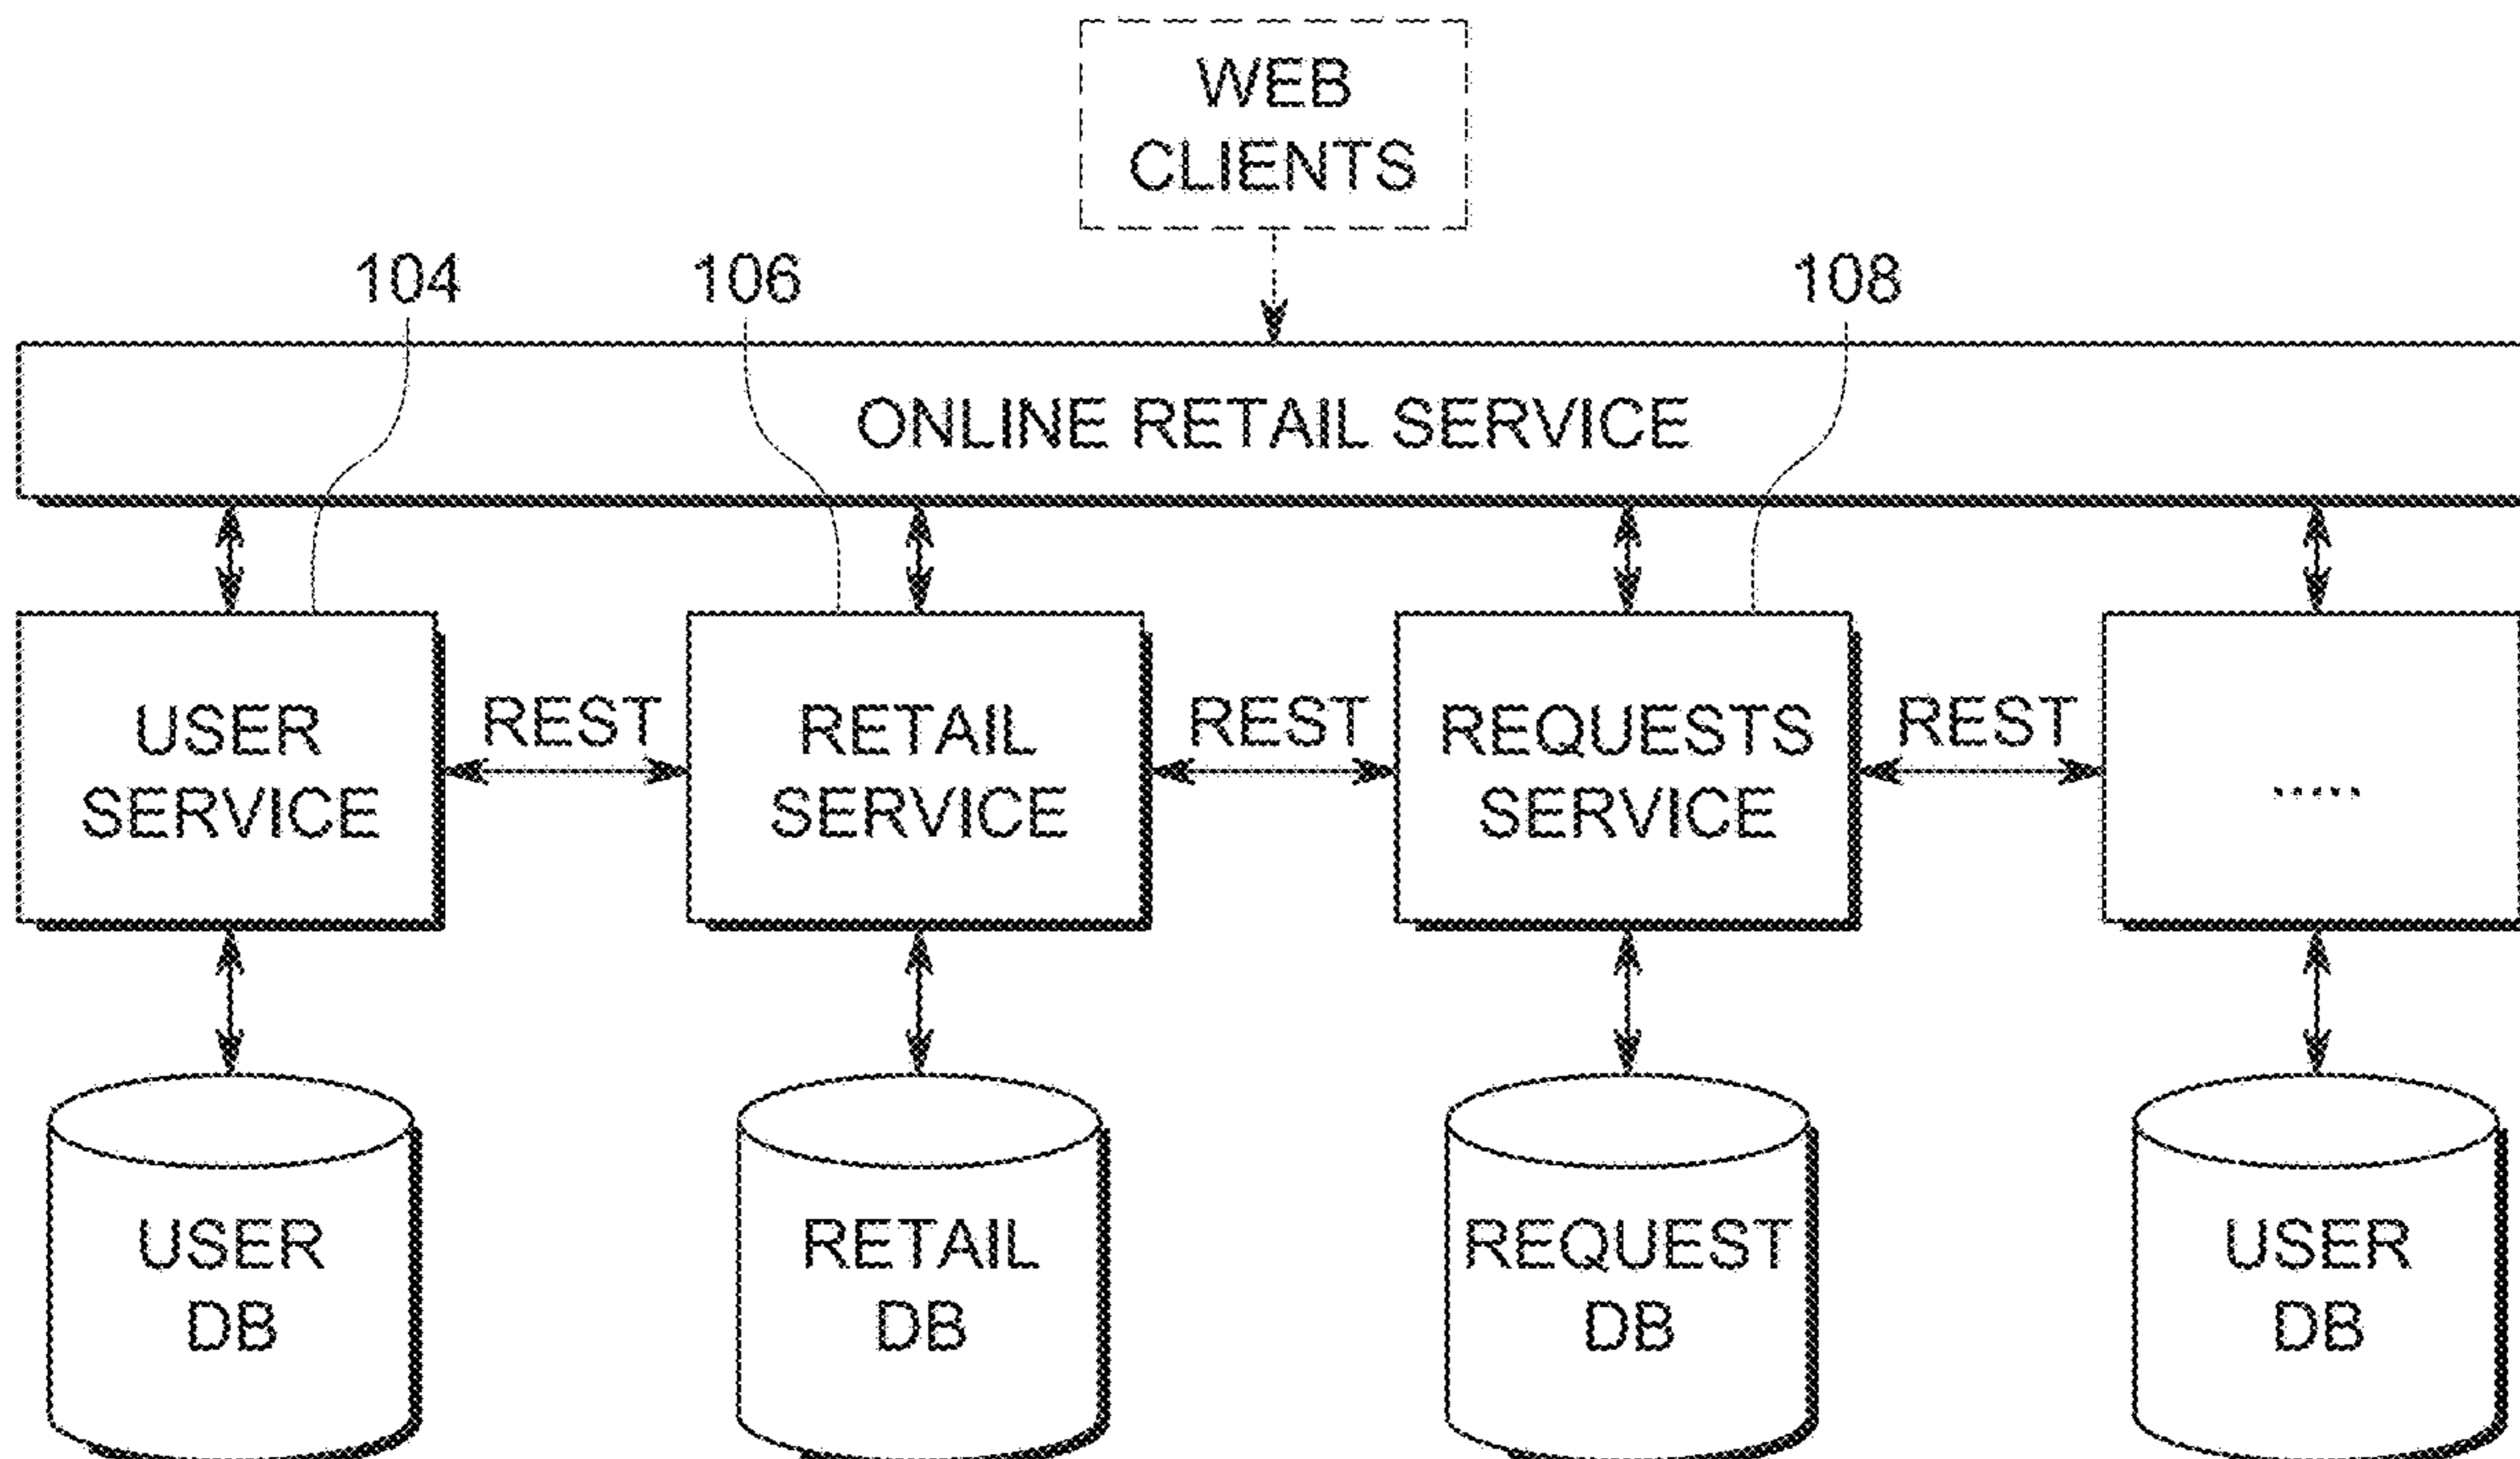 WEB
CLIENTS
104
106
108
ONLINE RETAIL SERVICE
USER
SERVICE
REST
RETAIL
SERVICE
REST
REQUESTS
SERVICE
REST
.....
USER
DB
RETAIL
DB
REQUEST
DB
USER
DB